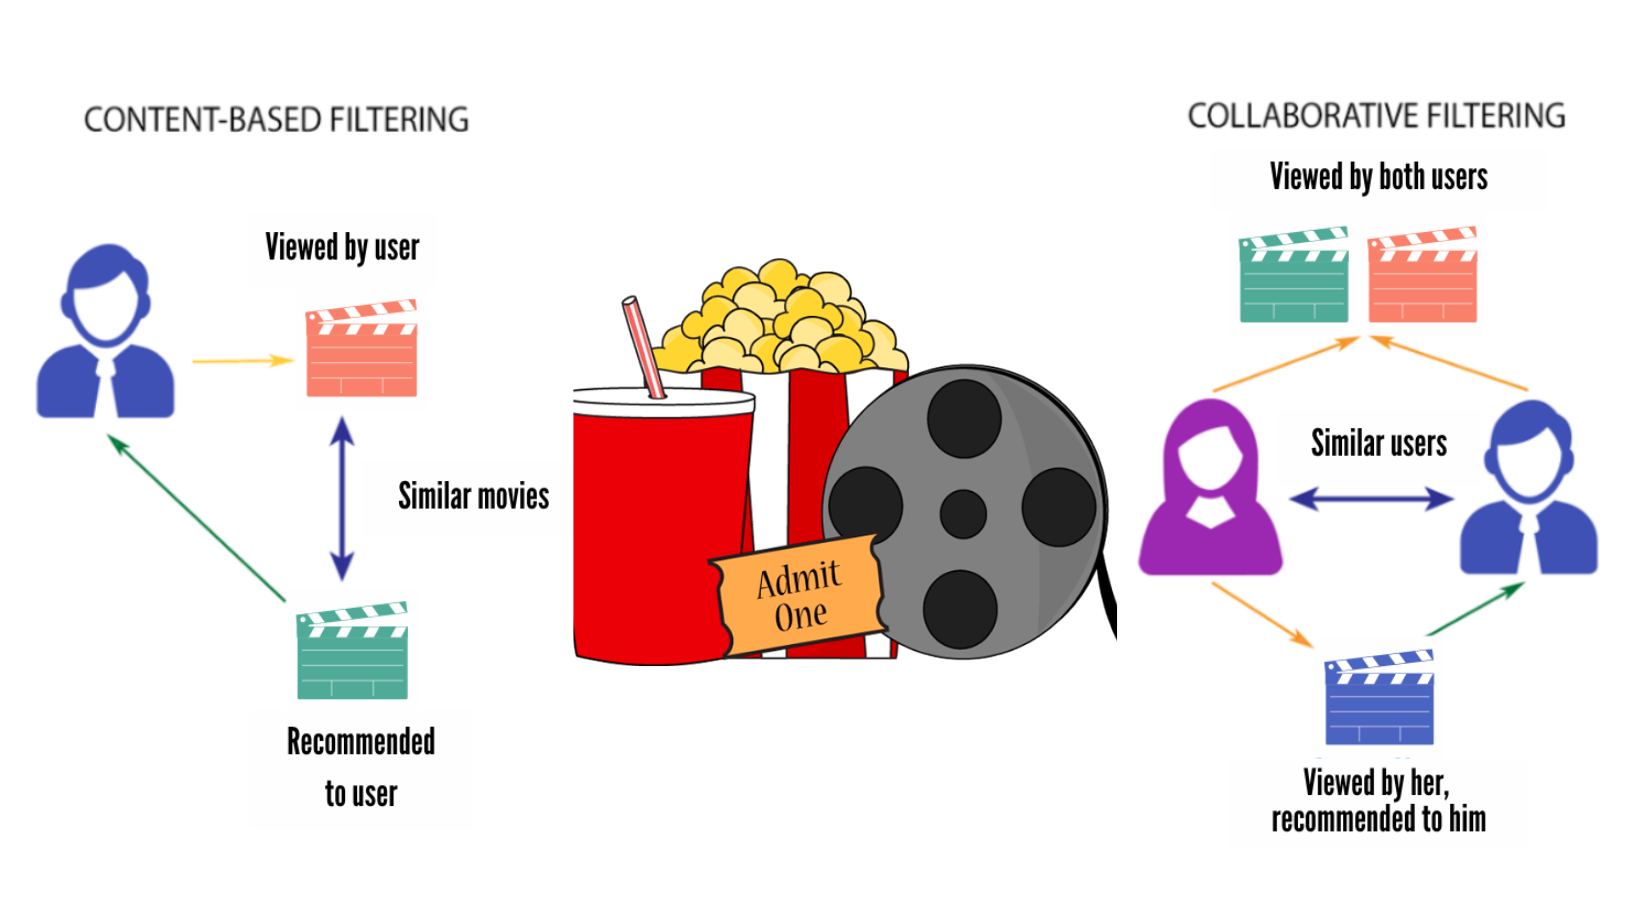 CONTENT-BASED FILTERING
Viewed by user
Similar movies
Recommended
to user
Admit
One
COLLABORATIVE FILTERING
Viewed by both users
Similar users
Viewed by her,
recommended to him